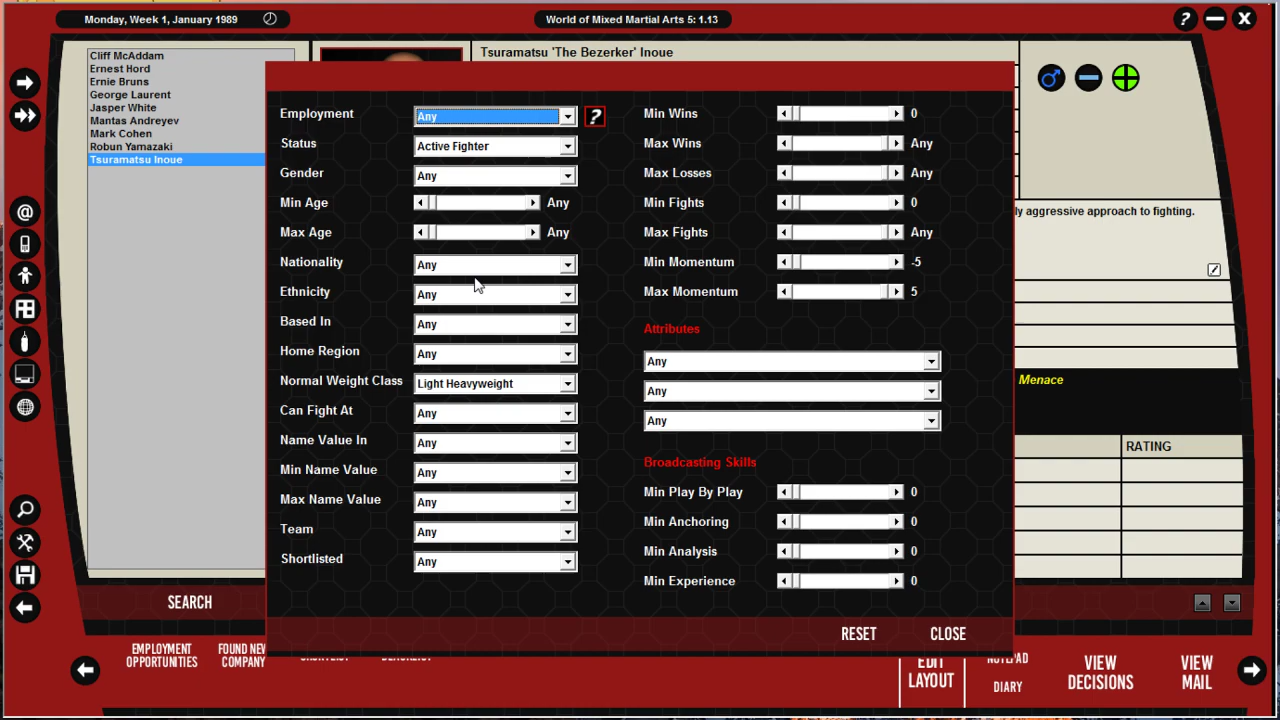 Monday, Week 1, January 1989
World of Mixed Martial Arts 5: 1.13
Cliff McAddam
Ernest Hord
Ernie Bruns
George Laurent
Jasper White
Mantas Andreyev
Mark Cohen
Robun Yamazaki
Tsuramatsu Inoue
Tsuramatsu 'The Bezerker' Inoue
ly aggressive approach to fighting.
Menace
RATING
Employment Any ?
Status Active Fighter
Gender Any
Min Age Any
Max Age Any
Nationality Any
Ethnicity Any
Based In Any
Home Region Any
Normal Weight Class Light Heavyweight
Can Fight At Any
Name Value In Any
Min Name Value Any
Max Name Value Any
Team Any
Shortlisted Any
Min Wins 0
Max Wins Any
Max Losses Any
Min Fights 0
Max Fights Any
Min Momentum -5
Max Momentum 5
Attributes
Any
Any
Any
Broadcasting Skills
Min Play By Play 0
Min Anchoring 0
Min Analysis 0
Min Experience 0
RESET CLOSE
SEARCH
EMPLOYMENT
OPPORTUNITIES
FOUND NEW
COMPANY
EDIT
LAYOUT
NOTEPAD
DIARY
VIEW
DECISIONS
VIEW
MAIL